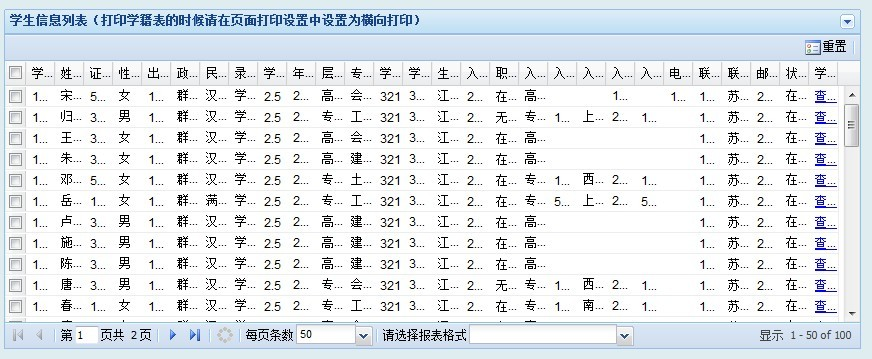 学生信息列表（打印学籍表的时候请在页面打印设置中设置为横向打印）
重置
学... 姓... 证... 性... 出... 政... 民... 录... 学... 年... 层... 专... 学... 学... 生... 入... 职... 入... 入... 入... 入... 入... 电... 联... 联... 邮... 状... 学...
1... 宋... 5... 女 1... 群... 汉... 学... 2.5 2... 高... 会... 321 3... 江... 2... 在... 高... 1... 1... 1... 苏... 2... 在... 查...
1... 归... 3... 男 1... 群... 汉... 学... 2.5 2... 专... 工... 321 3... 江... 2... 无... 专... 1... 上... 2... 1... 1... 苏... 2... 在... 查...
1... 王... 3... 女 1... 群... 汉... 学... 2.5 2... 高... 会... 321 3... 江... 2... 在... 高... 1... 苏... 2... 在... 查...
1... 朱... 3... 女 1... 群... 汉... 学... 2.5 2... 高... 建... 321 3... 江... 2... 在... 高... 1... 苏... 2... 在... 查...
1... 邓... 5... 女 1... 群... 汉... 学... 2.5 2... 专... 土... 321 3... 江... 2... 在... 专... 1... 西... 2... 1... 1... 苏... 2... 在... 查...
1... 岳... 1... 女 1... 群... 满... 学... 2.5 2... 专... 工... 321 3... 江... 2... 在... 专... 5... 上... 2... 5... 1... 苏... 2... 在... 查...
1... 卢... 3... 男 1... 群... 汉... 学... 2.5 2... 高... 建... 321 3... 江... 2... 在... 高... 1... 苏... 2... 在... 查...
1... 施... 3... 男 1... 群... 汉... 学... 2.5 2... 高... 建... 321 3... 江... 2... 在... 高... 1... 苏... 2... 在... 查...
1... 陈... 3... 男 1... 群... 汉... 学... 2.5 2... 高... 建... 321 3... 江... 2... 在... 高... 1... 苏... 2... 在... 查...
1... 唐... 3... 男 1... 群... 汉... 学... 2.5 2... 专... 会... 321 3... 江... 2... 无... 专... 1... 西... 2... 1... 1... 苏... 2... 在... 查...
1... 春... 1... 女 1... 群... 汉... 学... 2.5 2... 专... 工... 321 3... 江... 2... 在... 专... 1... 南... 2... 1... 1... 苏... 2... 在... 查...
第 1 页共 2 页 每页条数 50 请选择报表格式 显示 1 - 50 of 100